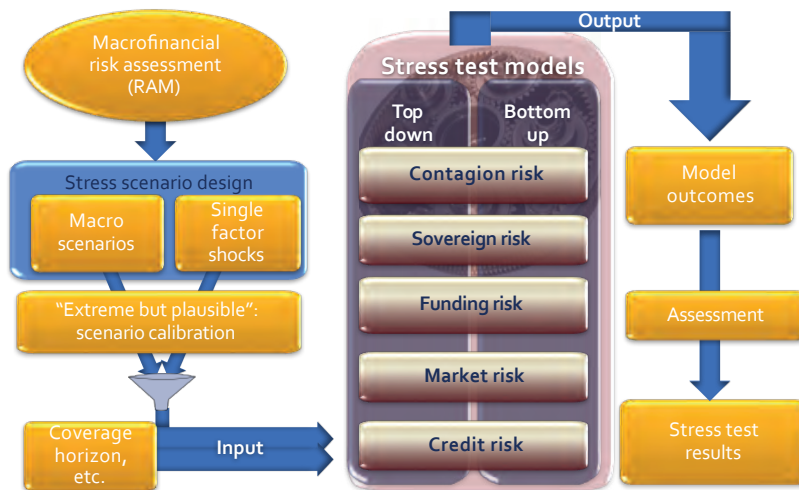 Macrofinancial
risk assessment
(RAM)
Stress scenario design
Macro
scenarios
Single
factor
shocks
“Extreme but plausible”:
scenario calibration
Coverage
horizon,
etc.
Input
Stress test models
Top
down
Bottom
up
Contagion risk
Sovereign risk
Funding risk
Market risk
Credit risk
Output
Model
outcomes
Assessment
Stress test
results